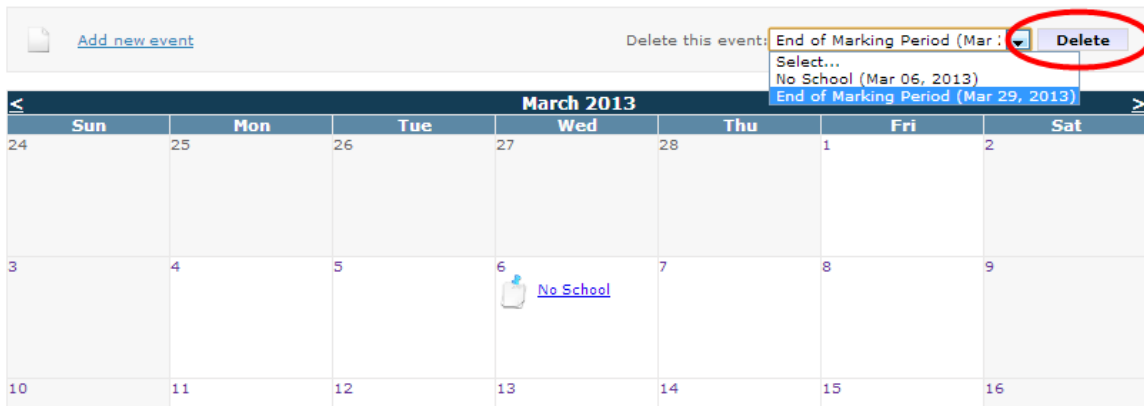 Add new event Delete this event: End of Marking Period (Mar 2 Delete
Select...
No School (Mar 06, 2013)
End of Marking Period (Mar 29, 2013)
< March 2013 >
Sun Mon Tue Wed Thu Fri Sat
24 25 26 27 28 1 2
3 4 5 6 7 8 9
No School
10 11 12 13 14 15 16